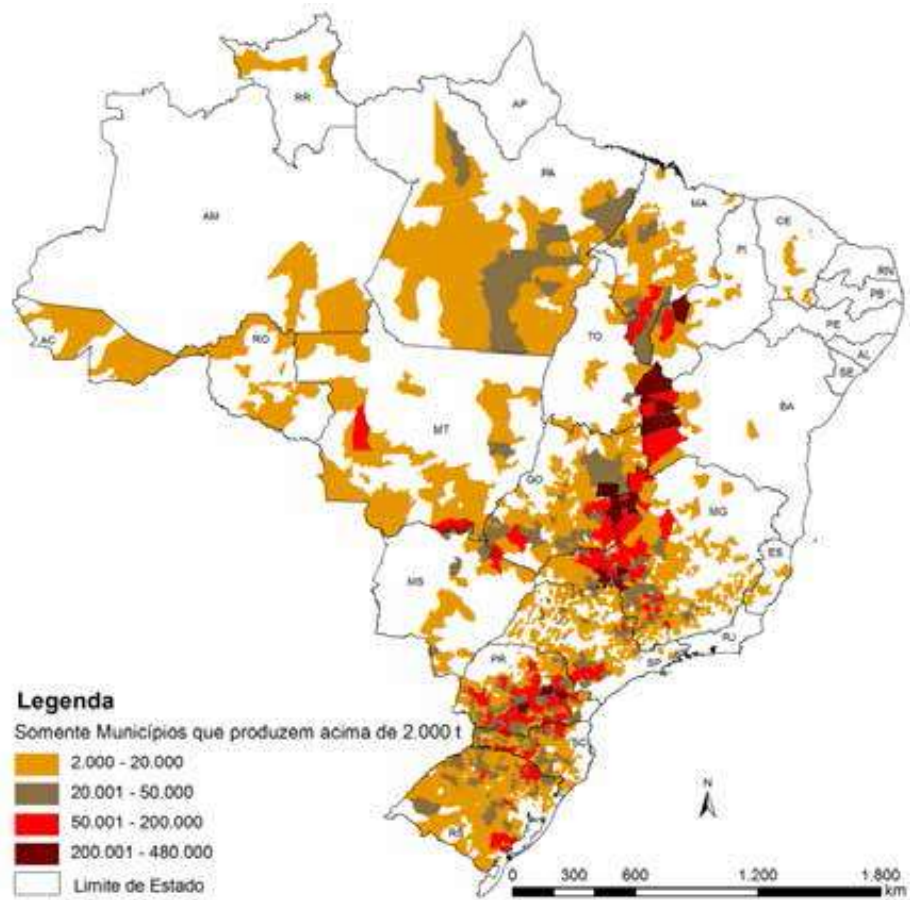 RR
AP
AM
PA
MA
CE
RN
PB
PI
PE
AL
SE
AC
RO
TO
BA
MT
GO
MG
ES
MS
RJ
SP
PR
SC
RS
Legenda
Somente Municípios que produzem acima de 2.000 t
2.000 - 20.000
20.001 - 50.000
50.001 - 200.000
200.001 - 480.000
Limite de Estado
N
0 300 600 1.200 1.800
km